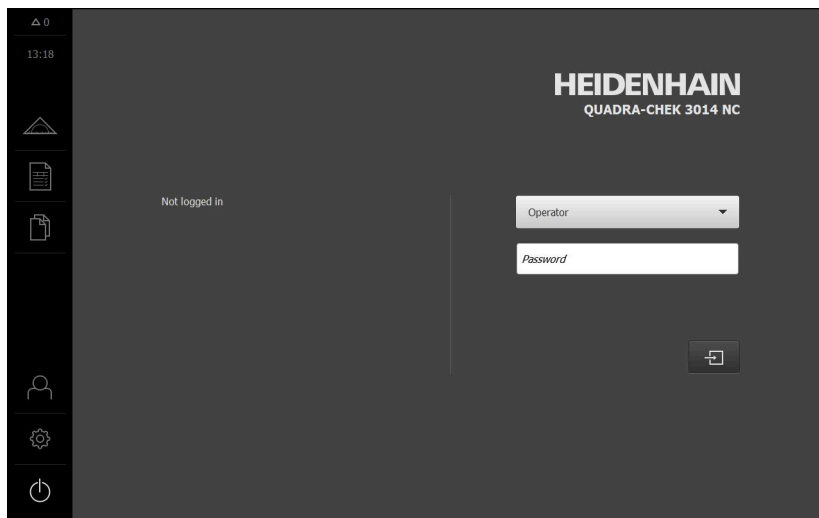 △ 0
13:18
HEIDENHAIN
QUADRA-CHEK 3014 NC
Not logged in
Operator
Password